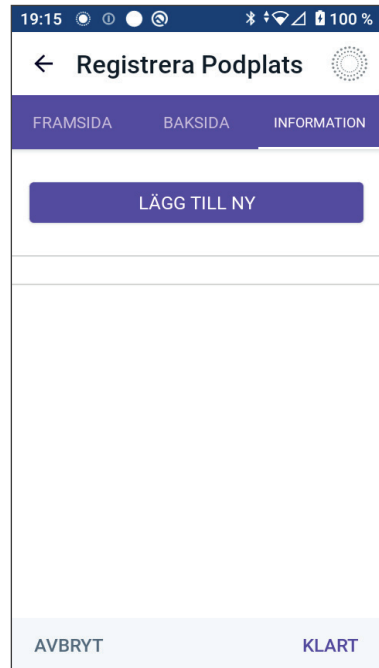 19:15 100 %
Registrera Podplats
FRAMSIDA BAKSIDA INFORMATION
LÄGG TILL NY
AVBRYT KLART